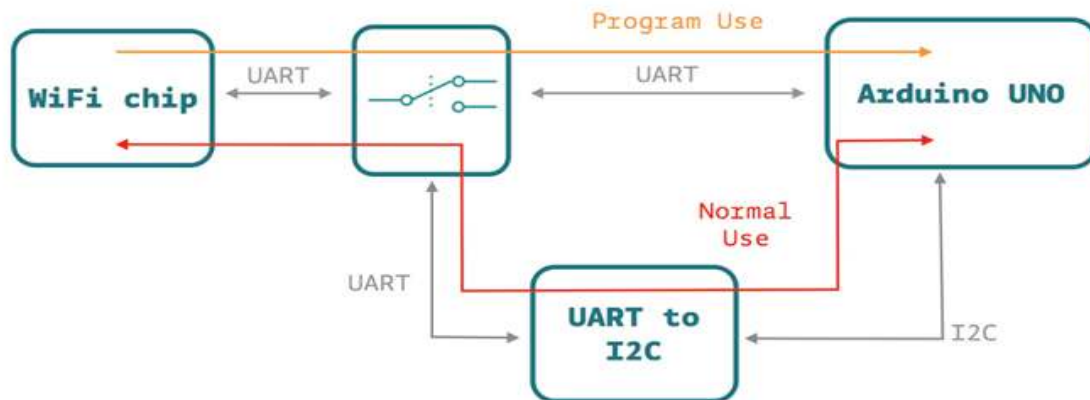 Program Use
UART
UART
WiFi chip
Arduino UNO
Normal
Use
UART
UART to
I2C
I2C